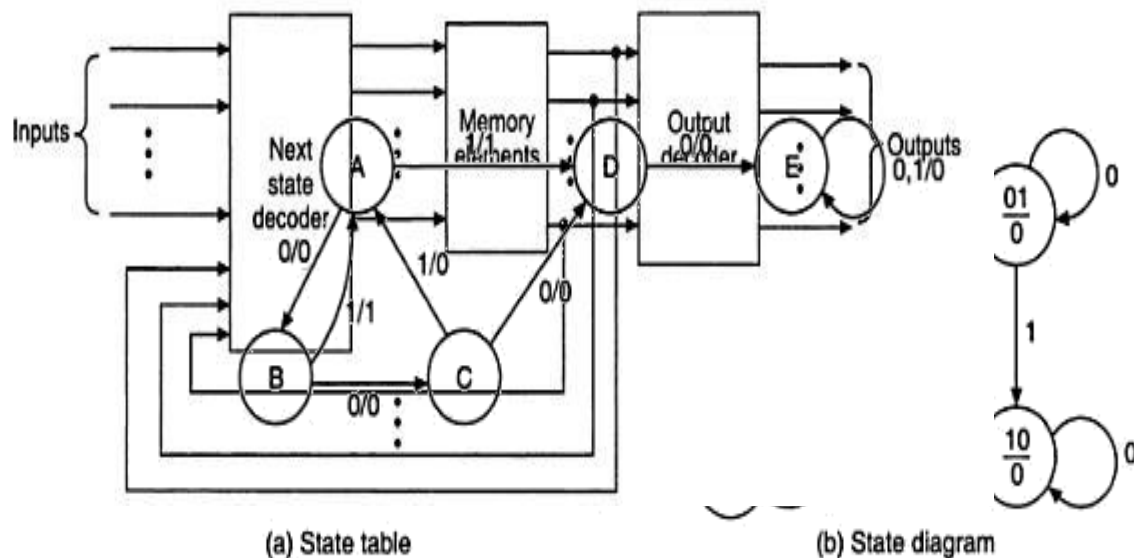 Inputs
Next
state
decoder
Memory
elements
Output
decoder
Outputs
A
B
C
D
E
0/0
1/1
1/0
0/0
0/0
1/1
0/0
0,1/0
01
0
0
1
10
0
0
(a) State table
(b) State diagram